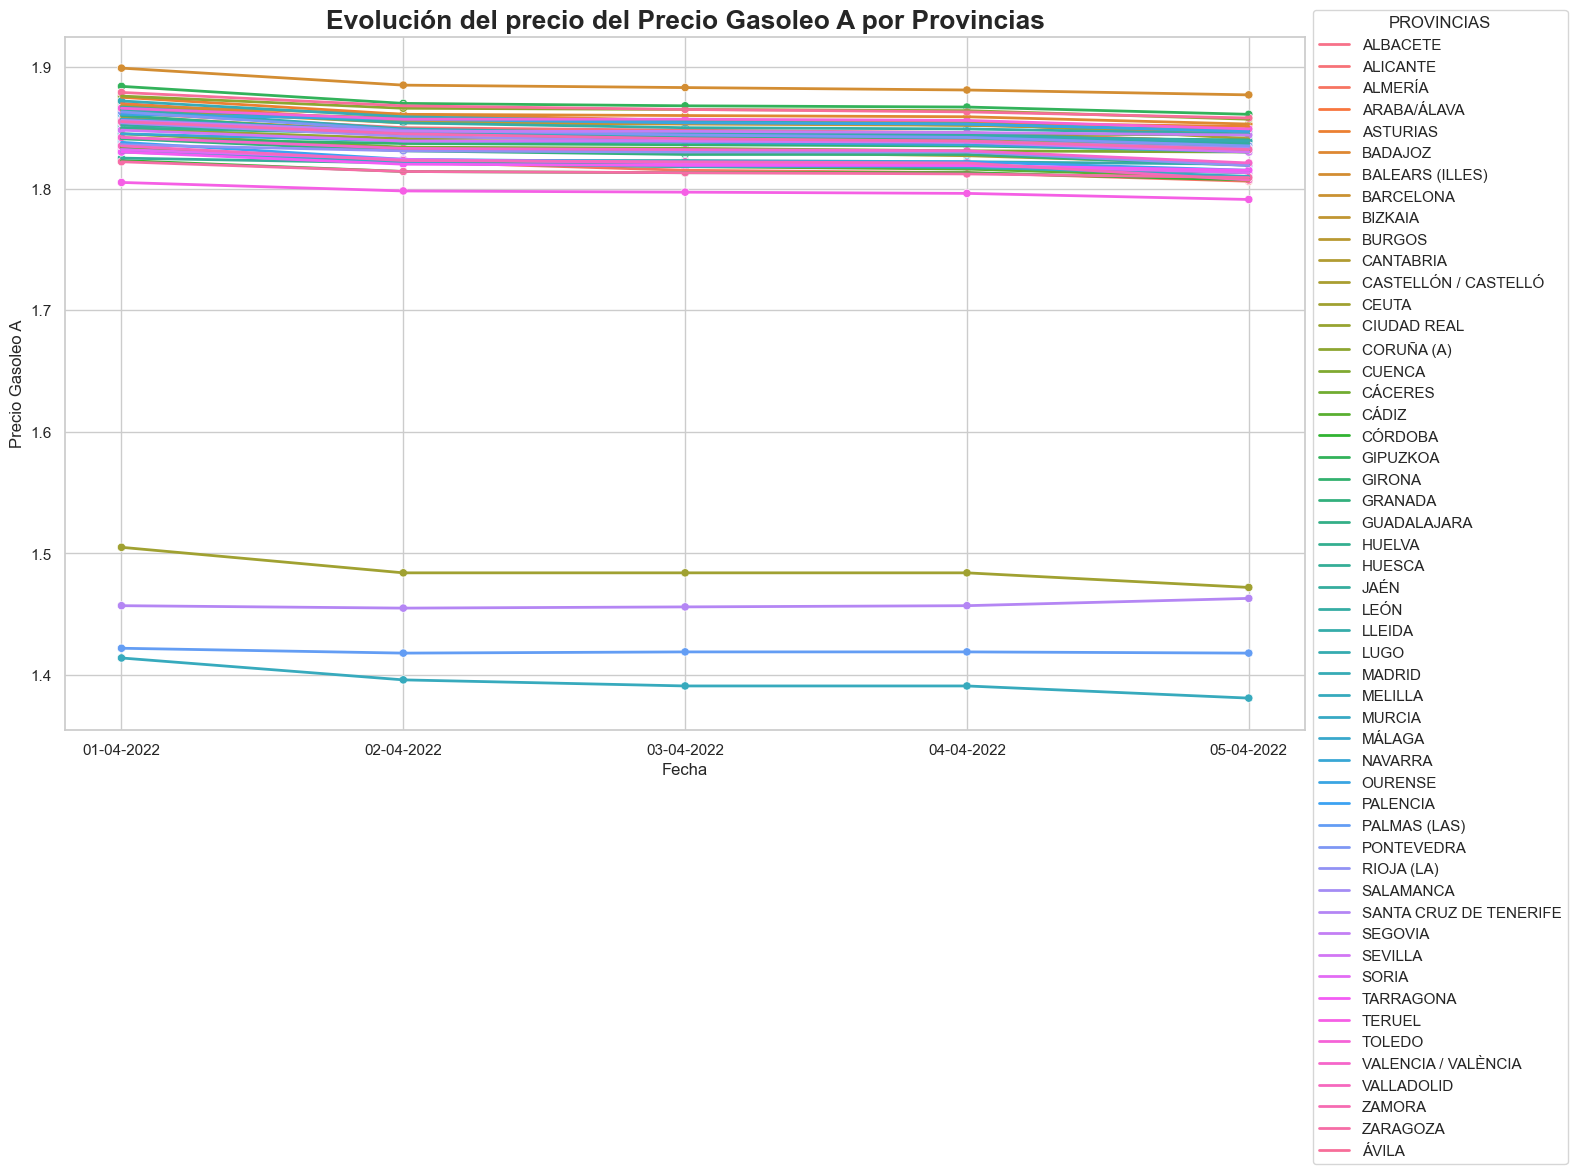 Evolución del precio del Precio Gasoleo A por Provincias
Precio Gasoleo A
1.9
1.8
1.7
1.6
1.5
1.4
01-04-2022
02-04-2022
03-04-2022
04-04-2022
05-04-2022
Fecha
PROVINCIAS
ALBACETE
ALICANTE
ALMERÍA
ARABA/ÁLAVA
ASTURIAS
BADAJOZ
BALEARS (ILLES)
BARCELONA
BIZKAIA
BURGOS
CANTABRIA
CASTELLÓN / CASTELLÓ
CEUTA
CIUDAD REAL
CORUÑA (A)
CUENCA
CÁCERES
CÁDIZ
CÓRDOBA
GIPUZKOA
GIRONA
GRANADA
GUADALAJARA
HUELVA
HUESCA
JAÉN
LEÓN
LLEIDA
LUGO
MADRID
MELILLA
MURCIA
MÁLAGA
NAVARRA
OURENSE
PALENCIA
PALMAS (LAS)
PONTEVEDRA
RIOJA (LA)
SALAMANCA
SANTA CRUZ DE TENERIFE
SEGOVIA
SEVILLA
SORIA
TARRAGONA
TERUEL
TOLEDO
VALENCIA / VALÈNCIA
VALLADOLID
ZAMORA
ZARAGOZA
ÁVILA